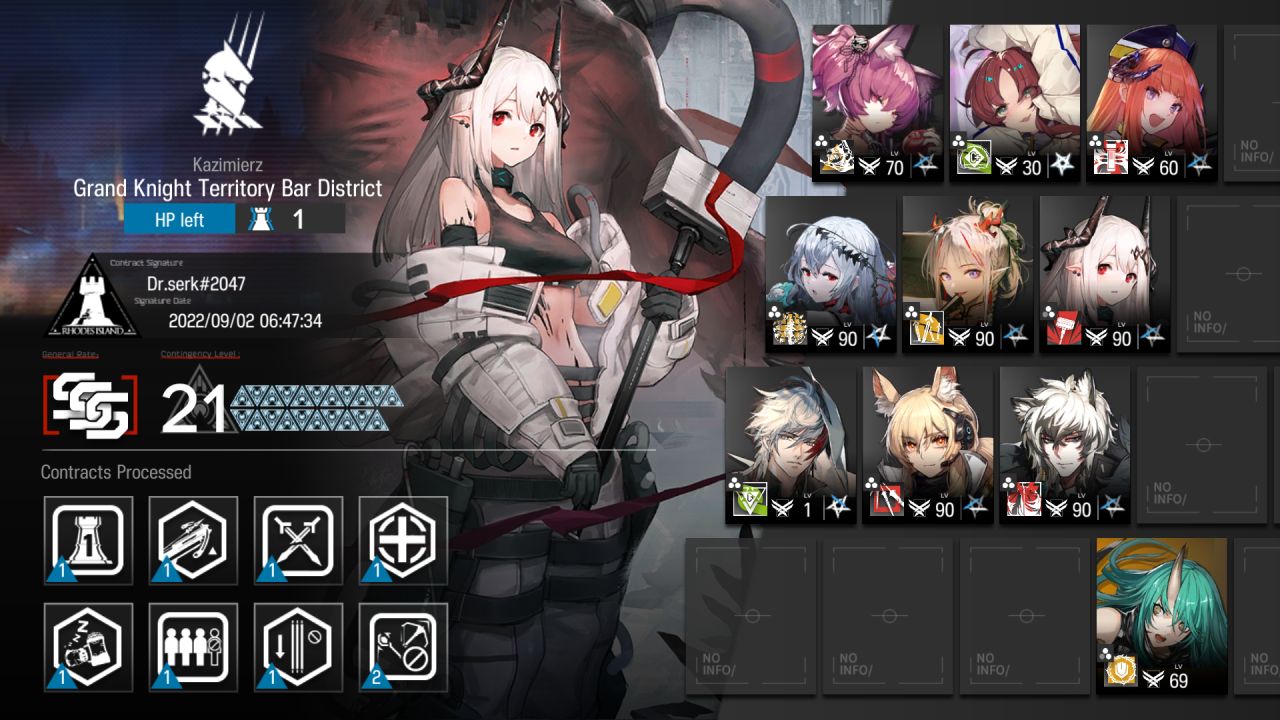 Kazimierz
Grand Knight Territory Bar District
HP left 1
Contract Signature
Dr.serk#2047
Signature Date
2022/09/02 06:47:34
RHODES ISLAND
General Rate:
Contingency Level:
21
Contracts Processed
1
1 1 1 1
Z Z
1 1 1 2
LV 70
LV 30
LV 60
NO INFO/
LV 90
LV 90
LV 90
NO INFO/
LV 1
LV 90
LV 90
NO INFO/
NO INFO/
NO INFO/
NO INFO/
LV 69
NO INFO/